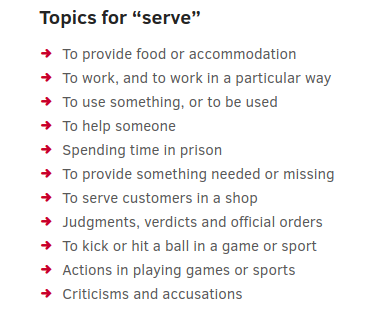 Topics for “serve”
To provide food or accommodation
To work, and to work in a particular way
To use something, or to be used
To help someone
Spending time in prison
To provide something needed or missing
To serve customers in a shop
Judgments, verdicts and official orders
To kick or hit a ball in a game or sport
Actions in playing games or sports
Criticisms and accusations